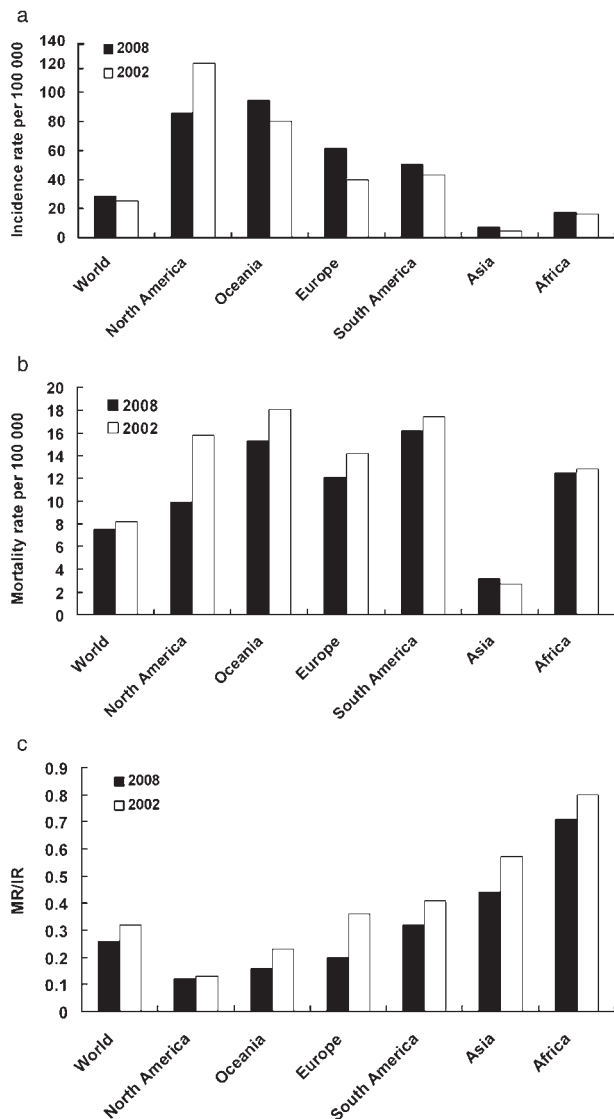 a
Incidence rate per 100 000
140
120
100
80
60
40
20
0
2008
2002
World
North America
Oceania
Europe
South America
Asia
Africa
b
Mortality rate per 100 000
20
18
16
14
12
10
8
6
4
2
0
2008
2002
World
North America
Oceania
Europe
South America
Asia
Africa
c
MR/IR
0.9
0.8
0.7
0.6
0.5
0.4
0.3
0.2
0.1
0
2008
2002
World
North America
Oceania
Europe
South America
Asia
Africa